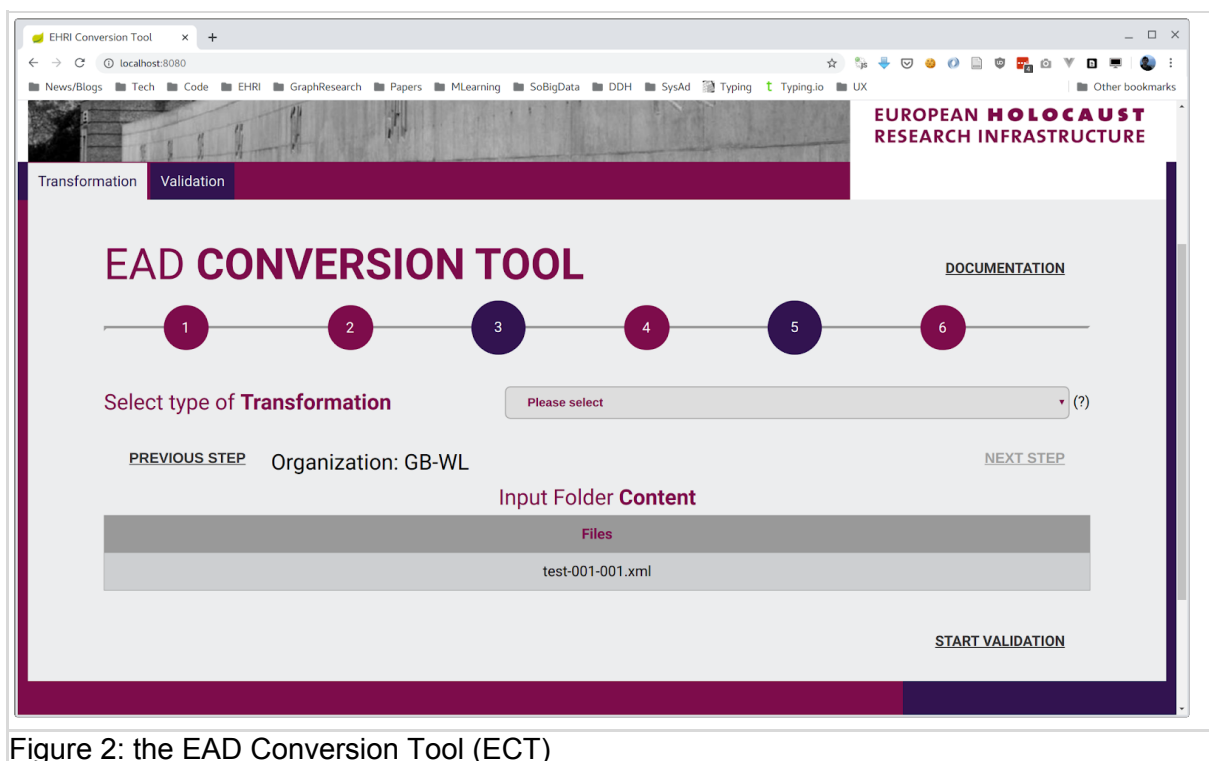 EHRI Conversion Tool × +
localhost:8080
News/Blogs Tech Code EHRI GraphResearch Papers MLearning SoBigData DDH SysAd Typing Typing.io UX Other bookmarks
EUROPEAN HOLOCAUST
RESEARCH INFRASTRUCTURE
Transformation Validation
EAD CONVERSION TOOL
DOCUMENTATION
1 2 3 4 5 6
Select type of Transformation Please select (?)
PREVIOUS STEP Organization: GB-WL NEXT STEP
Input Folder Content
Files
test-001-001.xml
START VALIDATION
Figure 2: the EAD Conversion Tool (ECT)